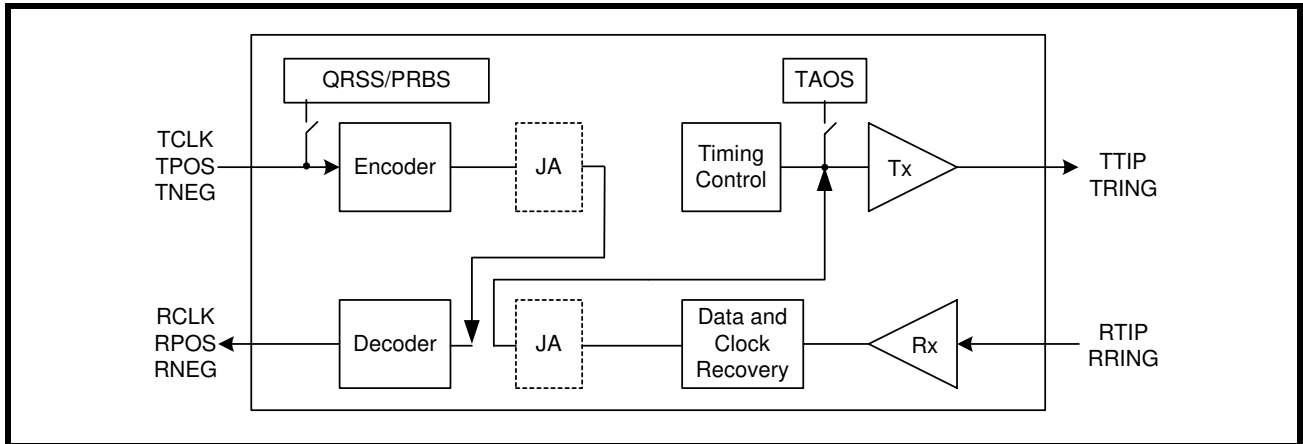 QRSS/PRBS
TAOS
TCLK
TPOS
TNEG
Encoder
JA
Timing
Control
Tx
TTIP
TRING
RCLK
RPOS
RNEG
Decoder
JA
Data and
Clock
Recovery
Rx
RTIP
RRING